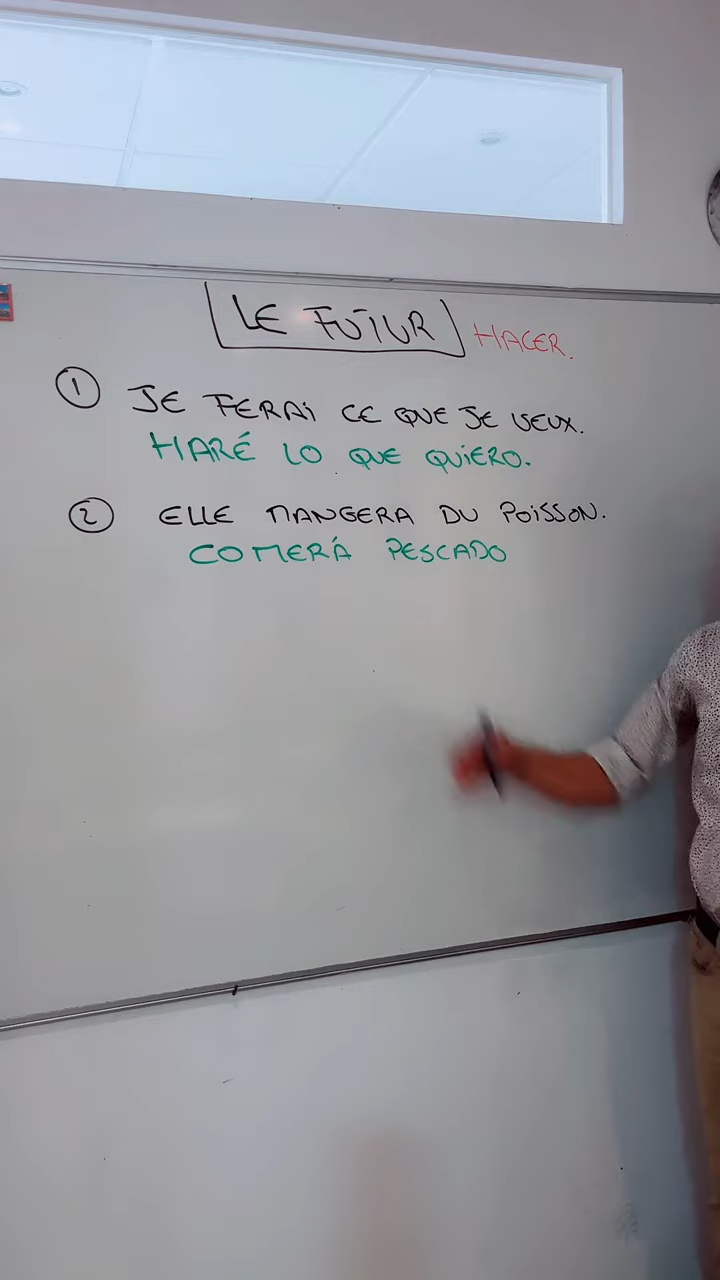 LE FUTUR HACER.
① JE FERAi CE QUE JE VEUX.
HARÉ LO QUE QUiERO.
② ELLE MANGERA DU POiSSON.
COMERÁ PESCADO